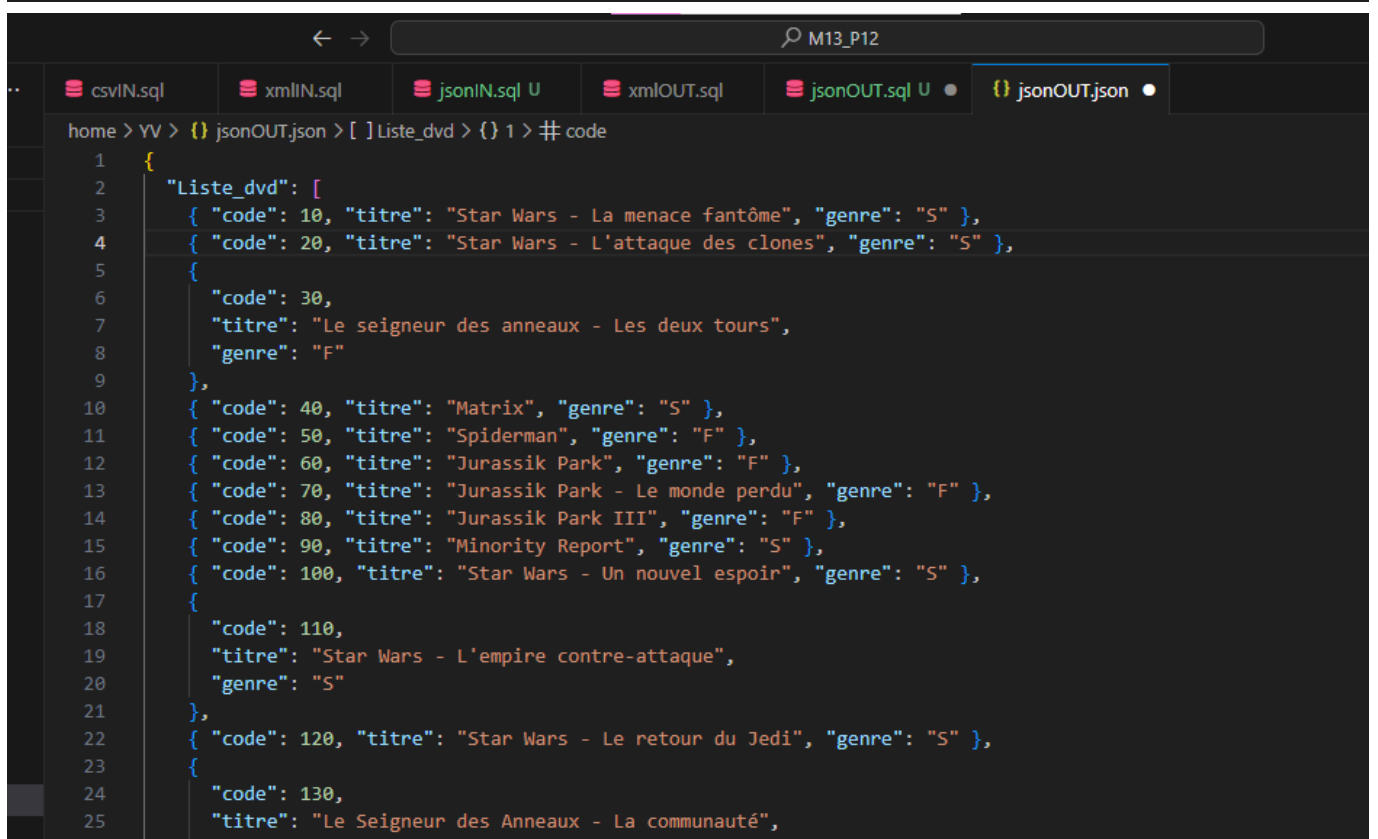 ← → M13_P12
·· csvIN.sql xmlIN.sql jsonIN.sql U xmlOUT.sql jsonOUT.sql U ● {} jsonOUT.json ●
home > YV > {} jsonOUT.json > [ ] Liste_dvd > {} 1 > # code
1 {
2 "Liste_dvd": [
3 { "code": 10, "titre": "Star Wars - La menace fantôme", "genre": "S" },
4 { "code": 20, "titre": "Star Wars - L'attaque des clones", "genre": "S" },
5 {
6 "code": 30,
7 "titre": "Le seigneur des anneaux - Les deux tours",
8 "genre": "F"
9 },
10 { "code": 40, "titre": "Matrix", "genre": "S" },
11 { "code": 50, "titre": "Spiderman", "genre": "F" },
12 { "code": 60, "titre": "Jurassik Park", "genre": "F" },
13 { "code": 70, "titre": "Jurassik Park - Le monde perdu", "genre": "F" },
14 { "code": 80, "titre": "Jurassik Park III", "genre": "F" },
15 { "code": 90, "titre": "Minority Report", "genre": "S" },
16 { "code": 100, "titre": "Star Wars - Un nouvel espoir", "genre": "S" },
17 {
18 "code": 110,
19 "titre": "Star Wars - L'empire contre-attaque",
20 "genre": "S"
21 },
22 { "code": 120, "titre": "Star Wars - Le retour du Jedi", "genre": "S" },
23 {
24 "code": 130,
25 "titre": "Le Seigneur des Anneaux - La communauté",